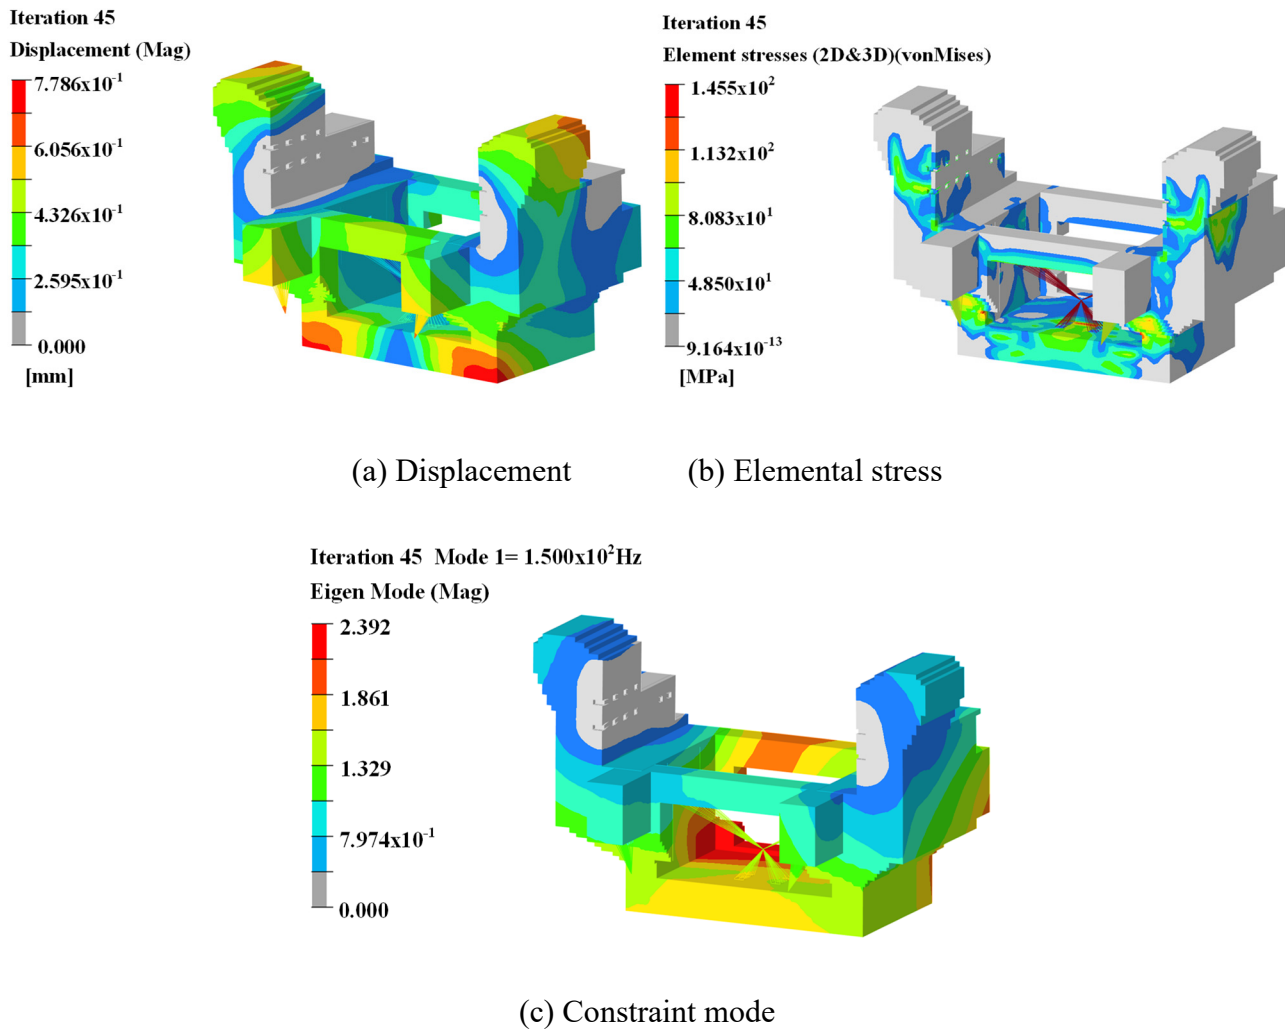 Iteration 45
Displacement (Mag)
7.786x10⁻¹
6.056x10⁻¹
4.326x10⁻¹
2.595x10⁻¹
0.000
[mm]
Iteration 45
Element stresses (2D&3D)(vonMises)
1.455x10²
1.132x10²
8.083x10¹
4.850x10¹
9.164x10⁻¹³
[MPa]
(a) Displacement
(b) Elemental stress
Iteration 45 Mode 1= 1.500x10²Hz
Eigen Mode (Mag)
2.392
1.861
1.329
7.974x10⁻¹
0.000
(c) Constraint mode